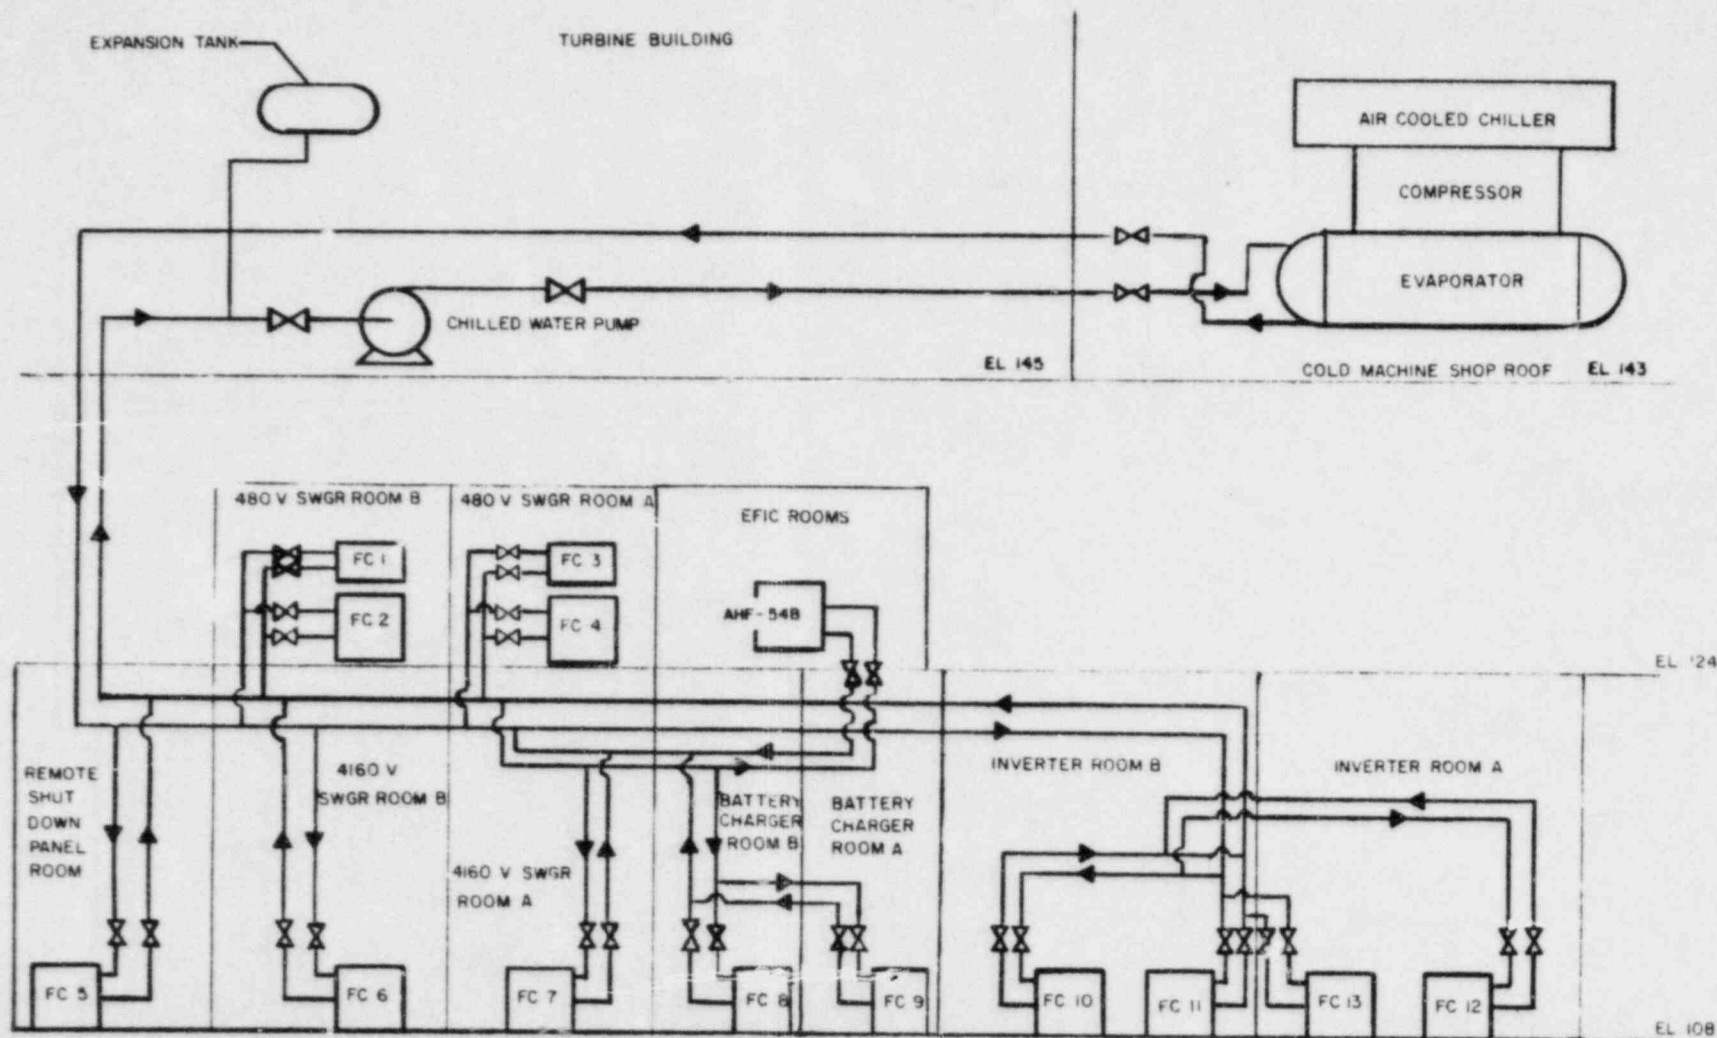 EXPANSION TANK
TURBINE BUILDING
AIR COOLED CHILLER
COMPRESSOR
EVAPORATOR
CHILLED WATER PUMP
EL 145
COLD MACHINE SHOP ROOF EL 143
480 V SWGR ROOM B
480 V SWGR ROOM A
EFIC ROOMS
FC 1
FC 3
FC 2
FC 4
AHF-54B
EL 124
REMOTE
SHUT
DOWN
PANEL
ROOM
4160 V
SWGR ROOM B
4160 V SWGR
ROOM A
BATTERY
CHARGER
ROOM B
BATTERY
CHARGER
ROOM A
INVERTER ROOM B
INVERTER ROOM A
FC 5
FC 6
FC 7
FC 8
FC 9
FC 10
FC 11
FC 13
FC 12
EL 108